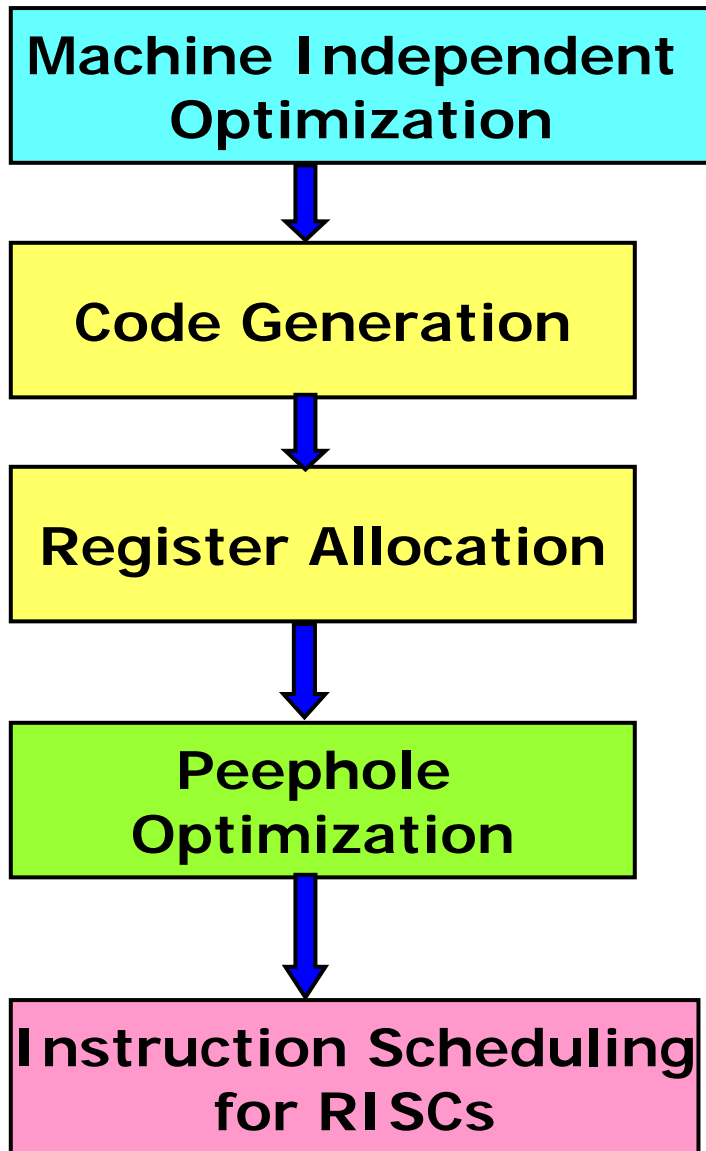 Machine Independent
Optimization
Code Generation
Register Allocation
Peephole
Optimization
Instruction Scheduling
for RISCs